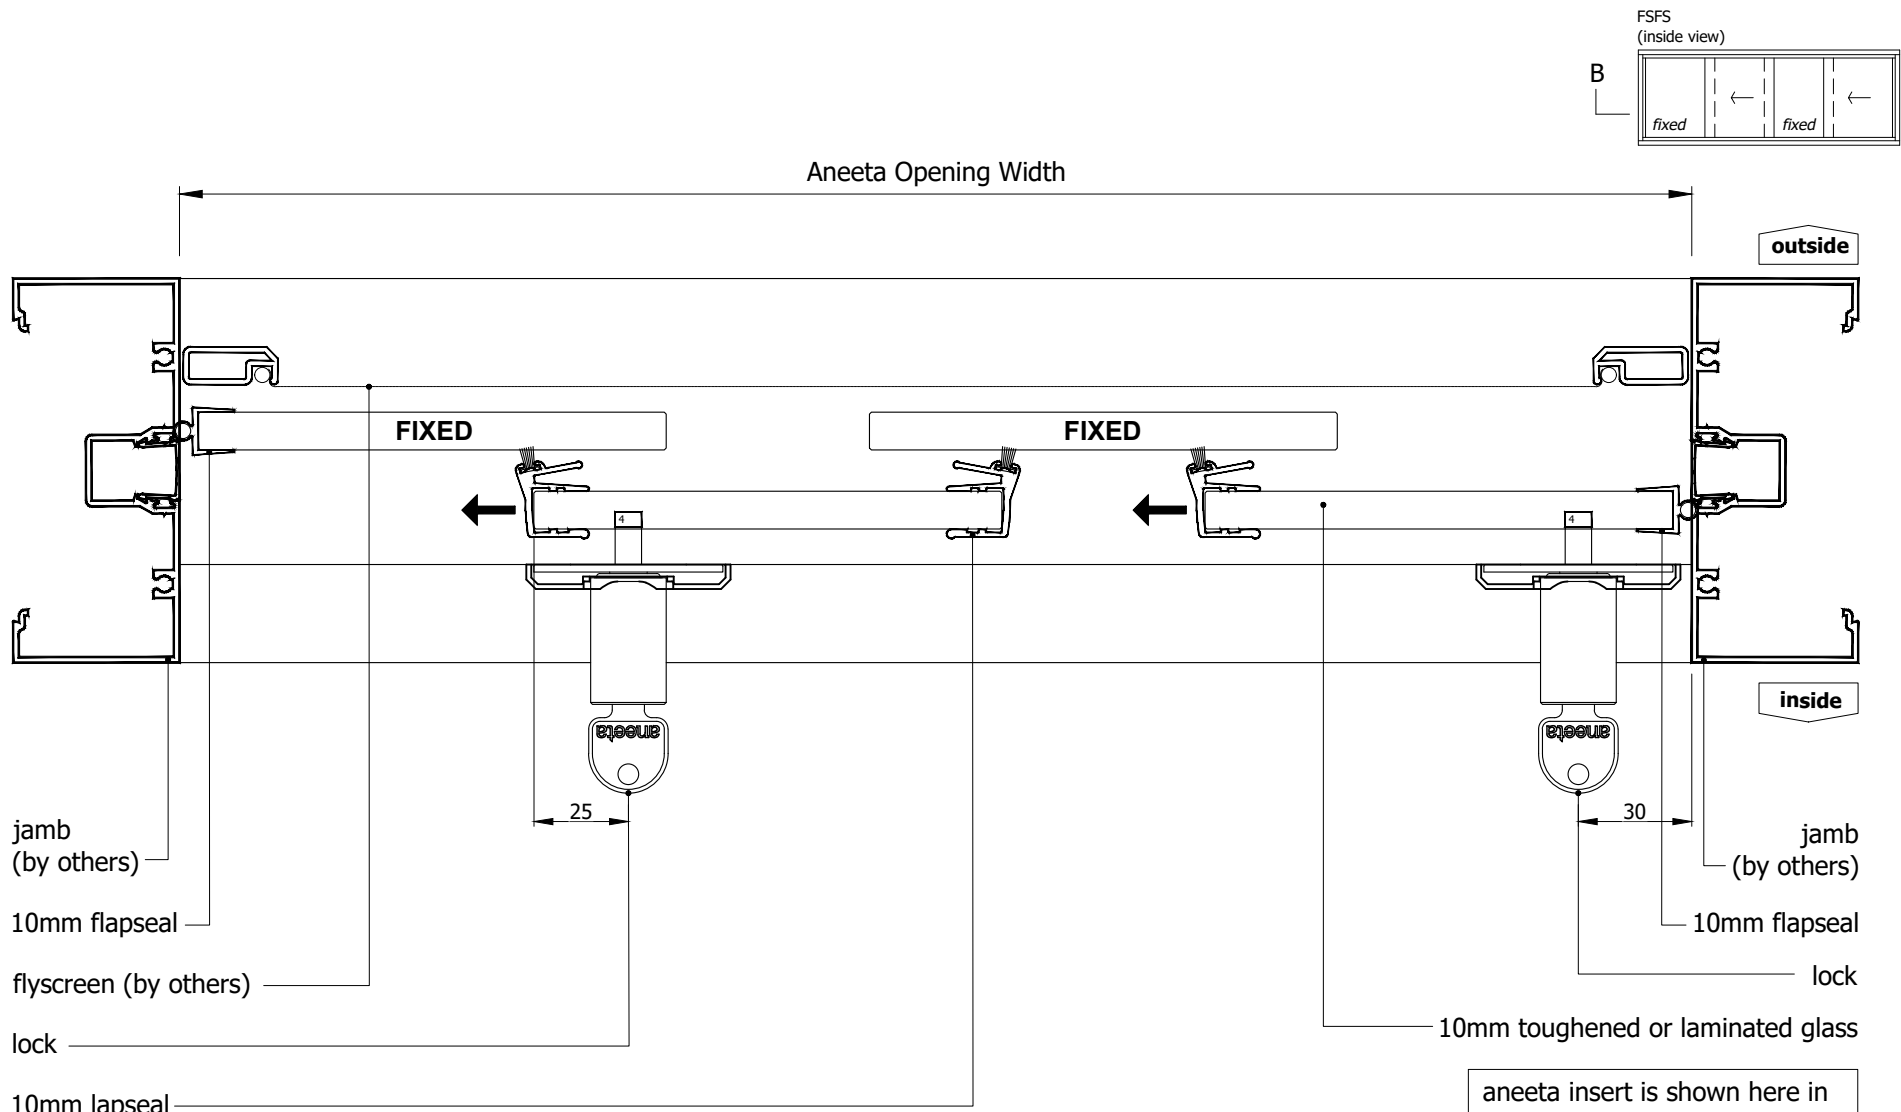 FSFS
(inside view)
B
fixed
fixed
Aneeta Opening Width
outside
FIXED
FIXED
4
4
inside
aneeta
aneeta
25
30
jamb
(by others)
jamb
(by others)
10mm flapseal
10mm flapseal
flyscreen (by others)
lock
10mm toughened or laminated glass
lock
10mm lapseal
aneeta insert is shown here in